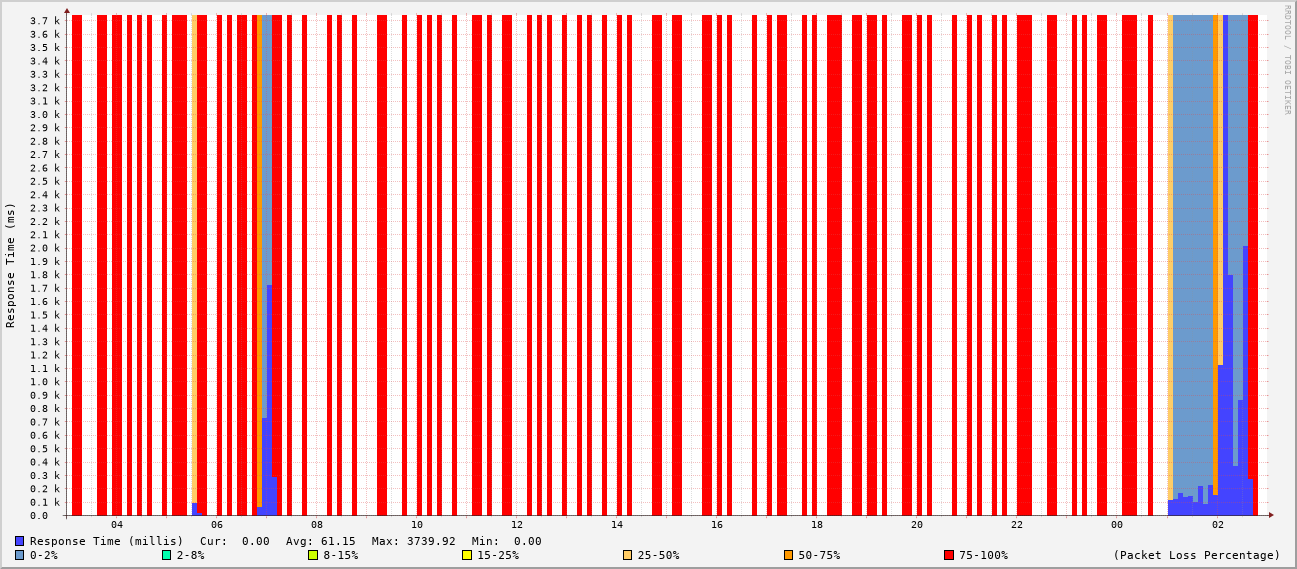 RRDTOOL / TOBI OETIKER
Response Time (ms)
3.7 k
3.6 k
3.5 k
3.4 k
3.3 k
3.2 k
3.1 k
3.0 k
2.9 k
2.8 k
2.7 k
2.6 k
2.5 k
2.4 k
2.3 k
2.2 k
2.1 k
2.0 k
1.9 k
1.8 k
1.7 k
1.6 k
1.5 k
1.4 k
1.3 k
1.2 k
1.1 k
1.0 k
0.9 k
0.8 k
0.7 k
0.6 k
0.5 k
0.4 k
0.3 k
0.2 k
0.1 k
0.0
04 06 08 10 12 14 16 18 20 22 00 02
Response Time (millis) Cur: 0.00 Avg: 61.15 Max: 3739.92 Min: 0.00
0-2% 2-8% 8-15% 15-25% 25-50% 50-75% 75-100% (Packet Loss Percentage)